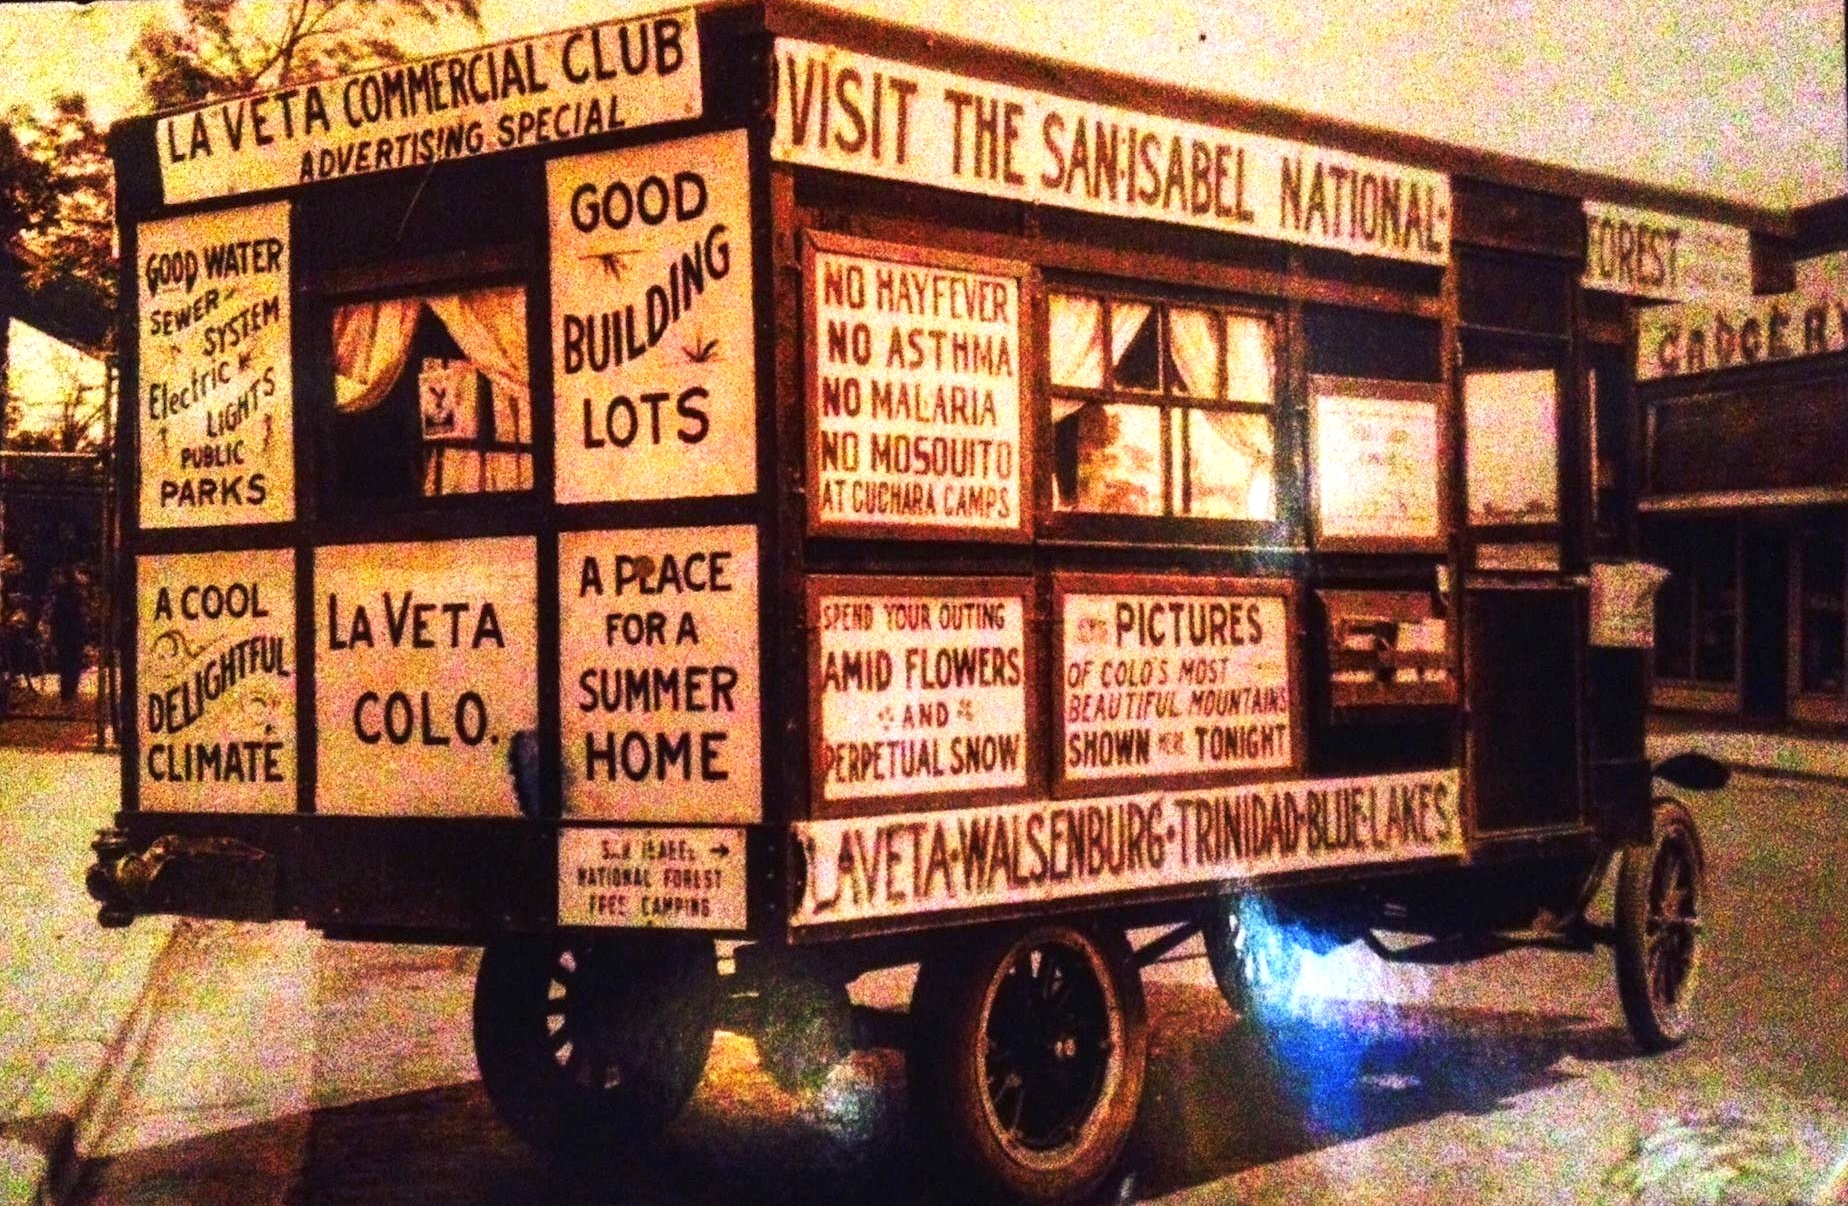 LA VETA COMMERCIAL CLUB
ADVERTISING SPECIAL
GOOD WATER
SEWER
SYSTEM
Electric
LIGHTS
PUBLIC
PARKS
GOOD
BUILDING
LOTS
A COOL
DELIGHTFUL
CLIMATE
LA VETA
COLO.
A PLACE
FOR A
SUMMER
HOME
NATIONAL FOREST
FREE CAMPING
VISIT THE SAN·ISABEL NATIONAL·
FOREST
NO HAYFEVER
NO ASTHMA
NO MALARIA
NO MOSQUITO
AT CUCHARA CAMPS
SPEND YOUR OUTING
AMID FLOWERS
AND
PERPETUAL SNOW
PICTURES
OF COLO'S MOST
BEAUTIFUL MOUNTAINS
SHOWN HERE TONIGHT
LAVETA·WALSENBURG·TRINIDAD·BLUE·LAKES